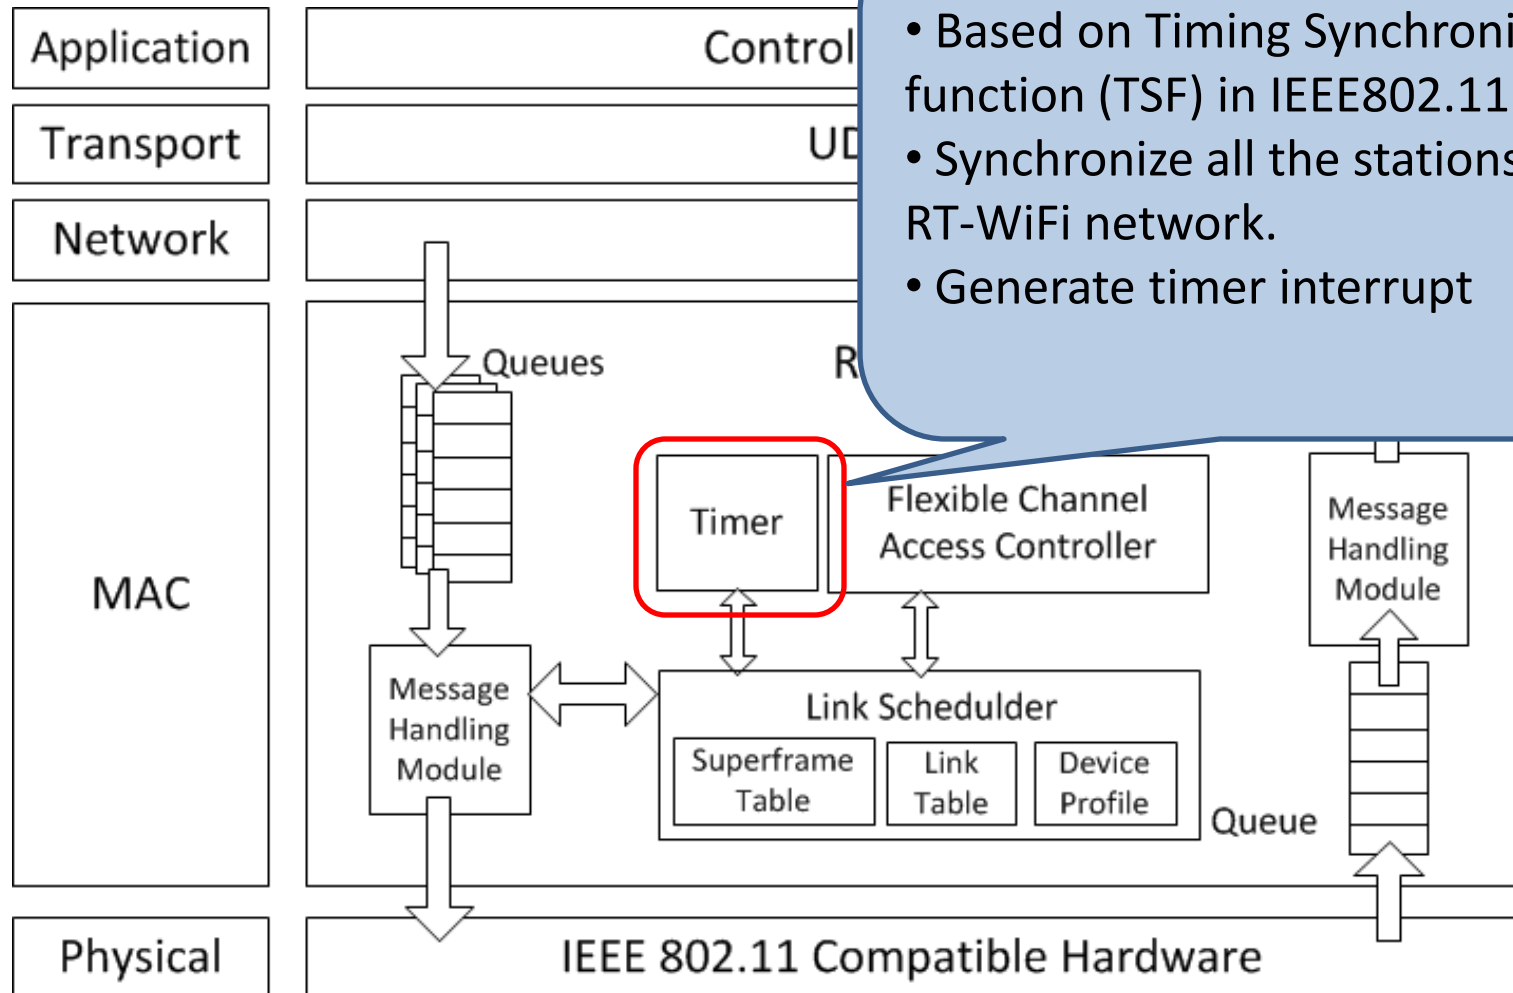 Application
Control
• Based on Timing Synchroni
function (TSF) in IEEE802.11
• Synchronize all the stations
RT-WiFi network.
• Generate timer interrupt
Transport
UD
Network
MAC
Queues
R
Timer
Flexible Channel
Access Controller
Message
Handling
Module
Message
Handling
Module
Link Schedulder
Superframe
Table
Link
Table
Device
Profile
Queue
Physical
IEEE 802.11 Compatible Hardware